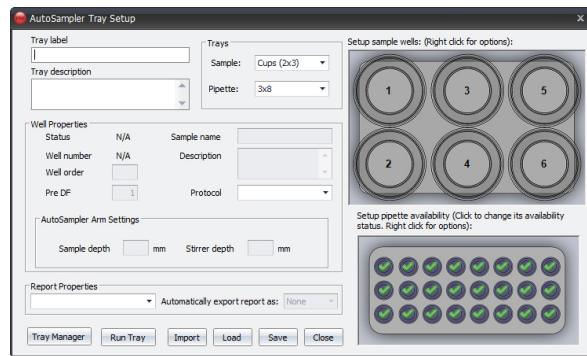 AutoSampler Tray Setup
x
Tray label
Tray description
Trays
Sample: Cups (2x3)
Pipette: 3x8
Setup sample wells: (Right click for options):
1 3 5
2 4 6
Well Properties
Status N/A Sample name
Well number N/A Description
Well order
Pre DF 1 Protocol
AutoSampler Arm Settings
Sample depth mm Stirrer depth mm
Setup pipette availability (Click to change its availability
status. Right click for options):
Report Properties
Automatically export report as: None
Tray Manager Run Tray Import Load Save Close